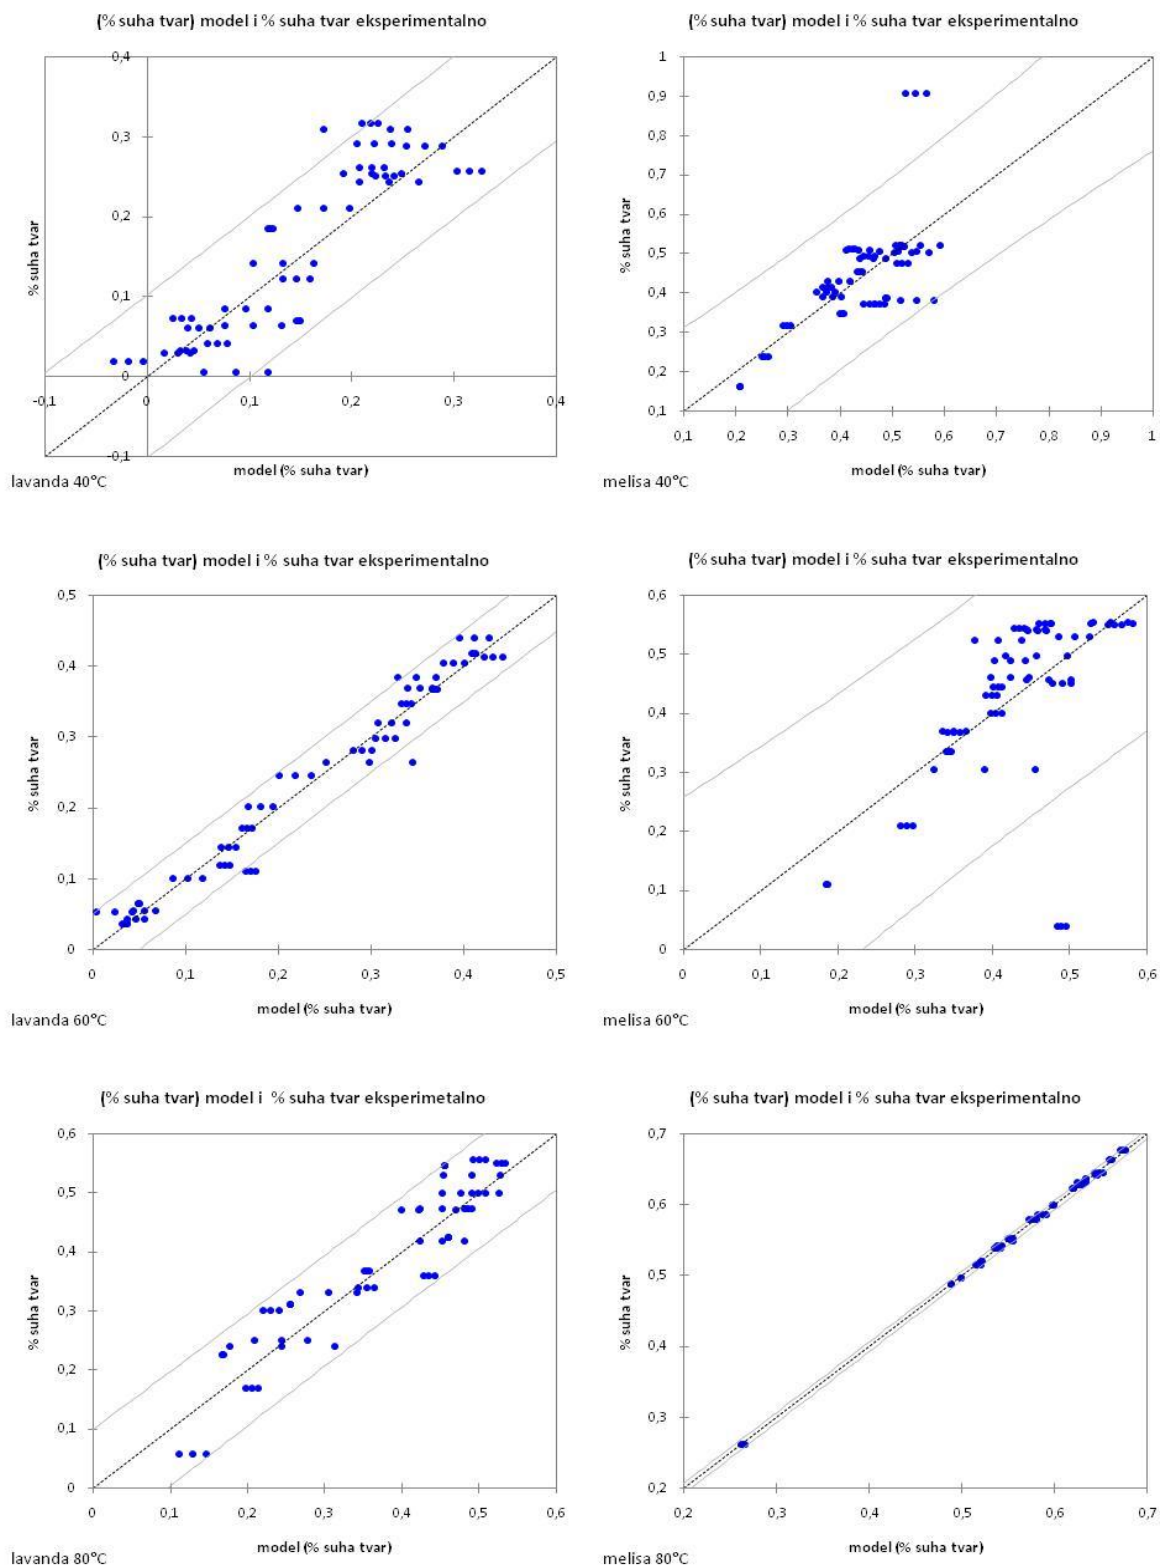 (% suha tvar) model i % suha tvar eksperimentalno
0,4
0,3
0,2
0,1
0
-0,1
-0,1 0 0,1 0,2 0,3 0,4
% suha tvar
model (% suha tvar)
lavanda 40°C
(% suha tvar) model i % suha tvar eksperimentalno
1
0,9
0,8
0,7
0,6
0,5
0,4
0,3
0,2
0,1
0,1 0,2 0,3 0,4 0,5 0,6 0,7 0,8 0,9 1
% suha tvar
model (% suha tvar)
melisa 40°C
(% suha tvar) model i % suha tvar eksperimentalno
0,5
0,4
0,3
0,2
0,1
0
0 0,1 0,2 0,3 0,4 0,5
% suha tvar
model (% suha tvar)
lavanda 60°C
(% suha tvar) model i % suha tvar eksperimentalno
0,6
0,5
0,4
0,3
0,2
0,1
0
0 0,1 0,2 0,3 0,4 0,5 0,6
% suha tvar
model (% suha tvar)
melisa 60°C
(% suha tvar) model i % suha tvar eksperimetalno
0,6
0,5
0,4
0,3
0,2
0,1
0
0 0,1 0,2 0,3 0,4 0,5 0,6
% suha tvar
model (% suha tvar)
lavanda 80°C
(% suha tvar) model i % suha tvar eksperimentalno
0,7
0,6
0,5
0,4
0,3
0,2
0,2 0,3 0,4 0,5 0,6 0,7
% suha tvar
model (% suha tvar)
melisa 80°C